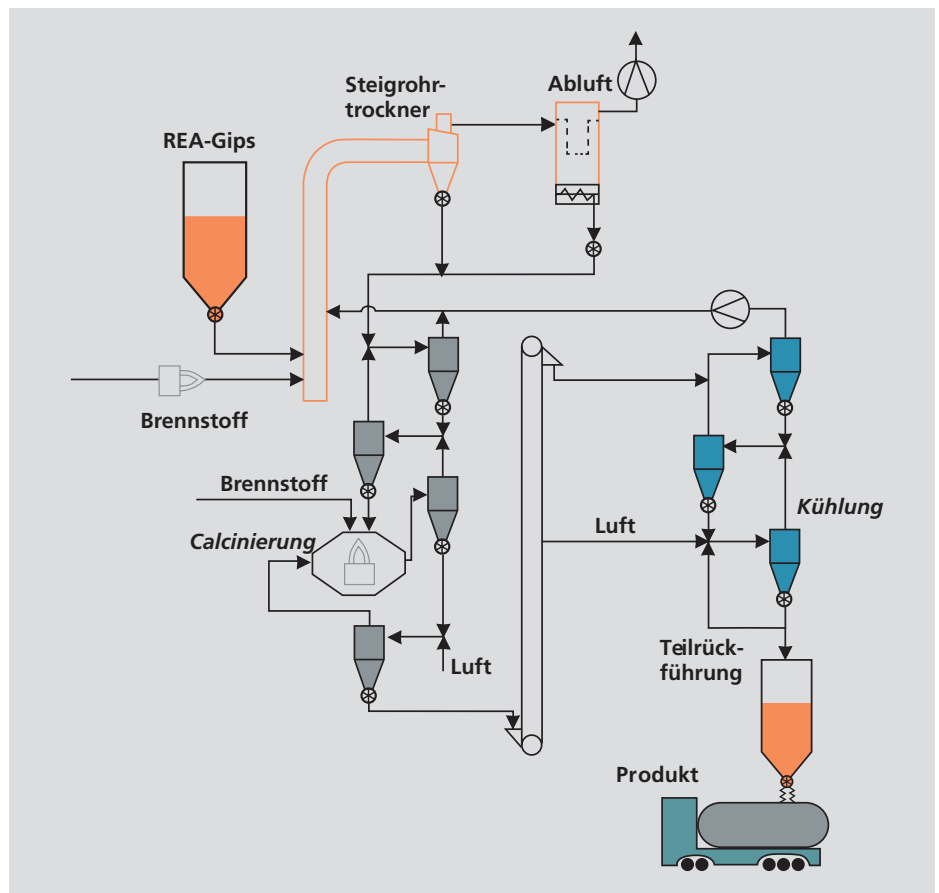 Steigrohr-
trockner
Abluft
REA-Gips
Brennstoff
Brennstoff
Calcinierung
Kühlung
Luft
Luft
Teilrück-
führung
Produkt